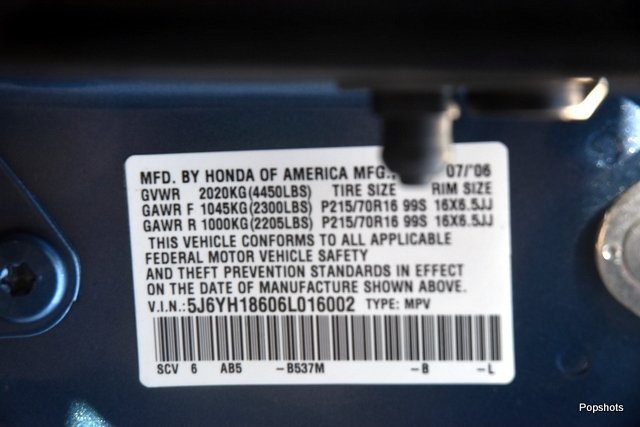 MFD. BY HONDA OF AMERICA MFG., 07/'06
GVWR 2020KG(4450LBS) TIRE SIZE RIM SIZE
GAWR F 1045KG(2300LBS) P215/70R16 99S 16X6.5JJ
GAWR R 1000KG(2205LBS) P215/70R16 99S 16X6.5JJ
THIS VEHICLE CONFORMS TO ALL APPLICABLE
FEDERAL MOTOR VEHICLE SAFETY
AND THEFT PREVENTION STANDARDS IN EFFECT
ON THE DATE OF MANUFACTURE SHOWN ABOVE.
V.I.N.:5J6YH18606L016002 TYPE: MPV
SCV 6 AB5 -B537M -B -L
Popshots